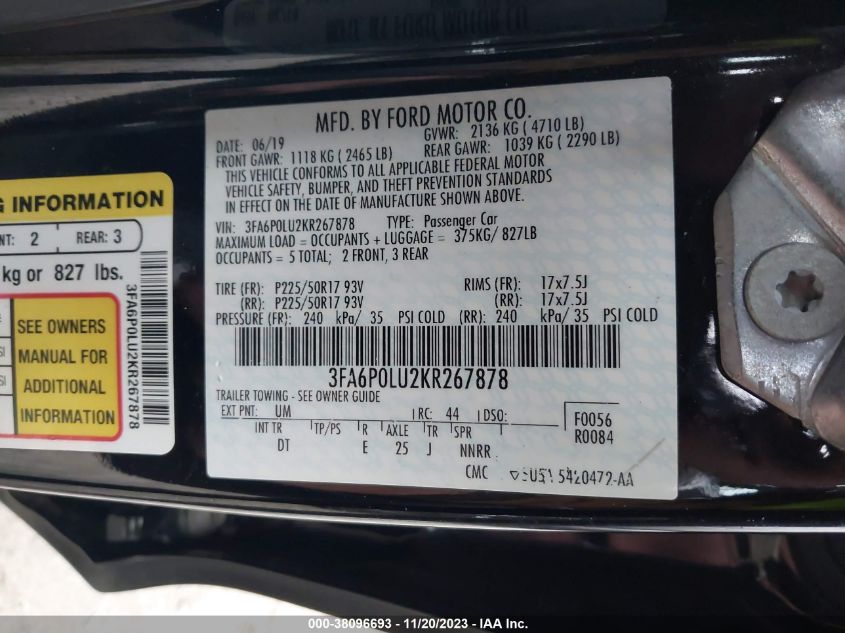 MFD. BY FORD MOTOR CO.
DATE: 06/19 GVWR: 2136 KG ( 4710 LB)
FRONT GAWR: 1118 KG ( 2465 LB) REAR GAWR: 1039 KG ( 2290 LB)
THIS VEHICLE CONFORMS TO ALL APPLICABLE FEDERAL MOTOR
VEHICLE SAFETY, BUMPER, AND THEFT PREVENTION STANDARDS
IN EFFECT ON THE DATE OF MANUFACTURE SHOWN ABOVE.
VIN: 3FA6P0LU2KR267878 TYPE: Passenger Car
MAXIMUM LOAD = OCCUPANTS + LUGGAGE = 375KG/ 827LB
OCCUPANTS = 5 TOTAL; 2 FRONT, 3 REAR
TIRE (FR): P225/50R17 93V RIMS (FR): 17x7.5J
(RR): P225/50R17 93V (RR): 17x7.5J
PRESSURE (FR): 240 kPa/ 35 PSI COLD (RR): 240 kPa/ 35 PSI COLD
3FA6P0LU2KR267878
TRAILER TOWING - SEE OWNER GUIDE
EXT PNT: UM RC: 44 DSO: F0056
INT TR TP/PS R AXLE TR SPR R0084
DT E 25 J NNRR
CMC 5420472-AA
G INFORMATION
NT: 2 REAR: 3
kg or 827 lbs.
SEE OWNERS
MANUAL FOR
ADDITIONAL
INFORMATION
3FA6P0LU2KR267878
000-38096693 - 11/20/2023 - IAA Inc.